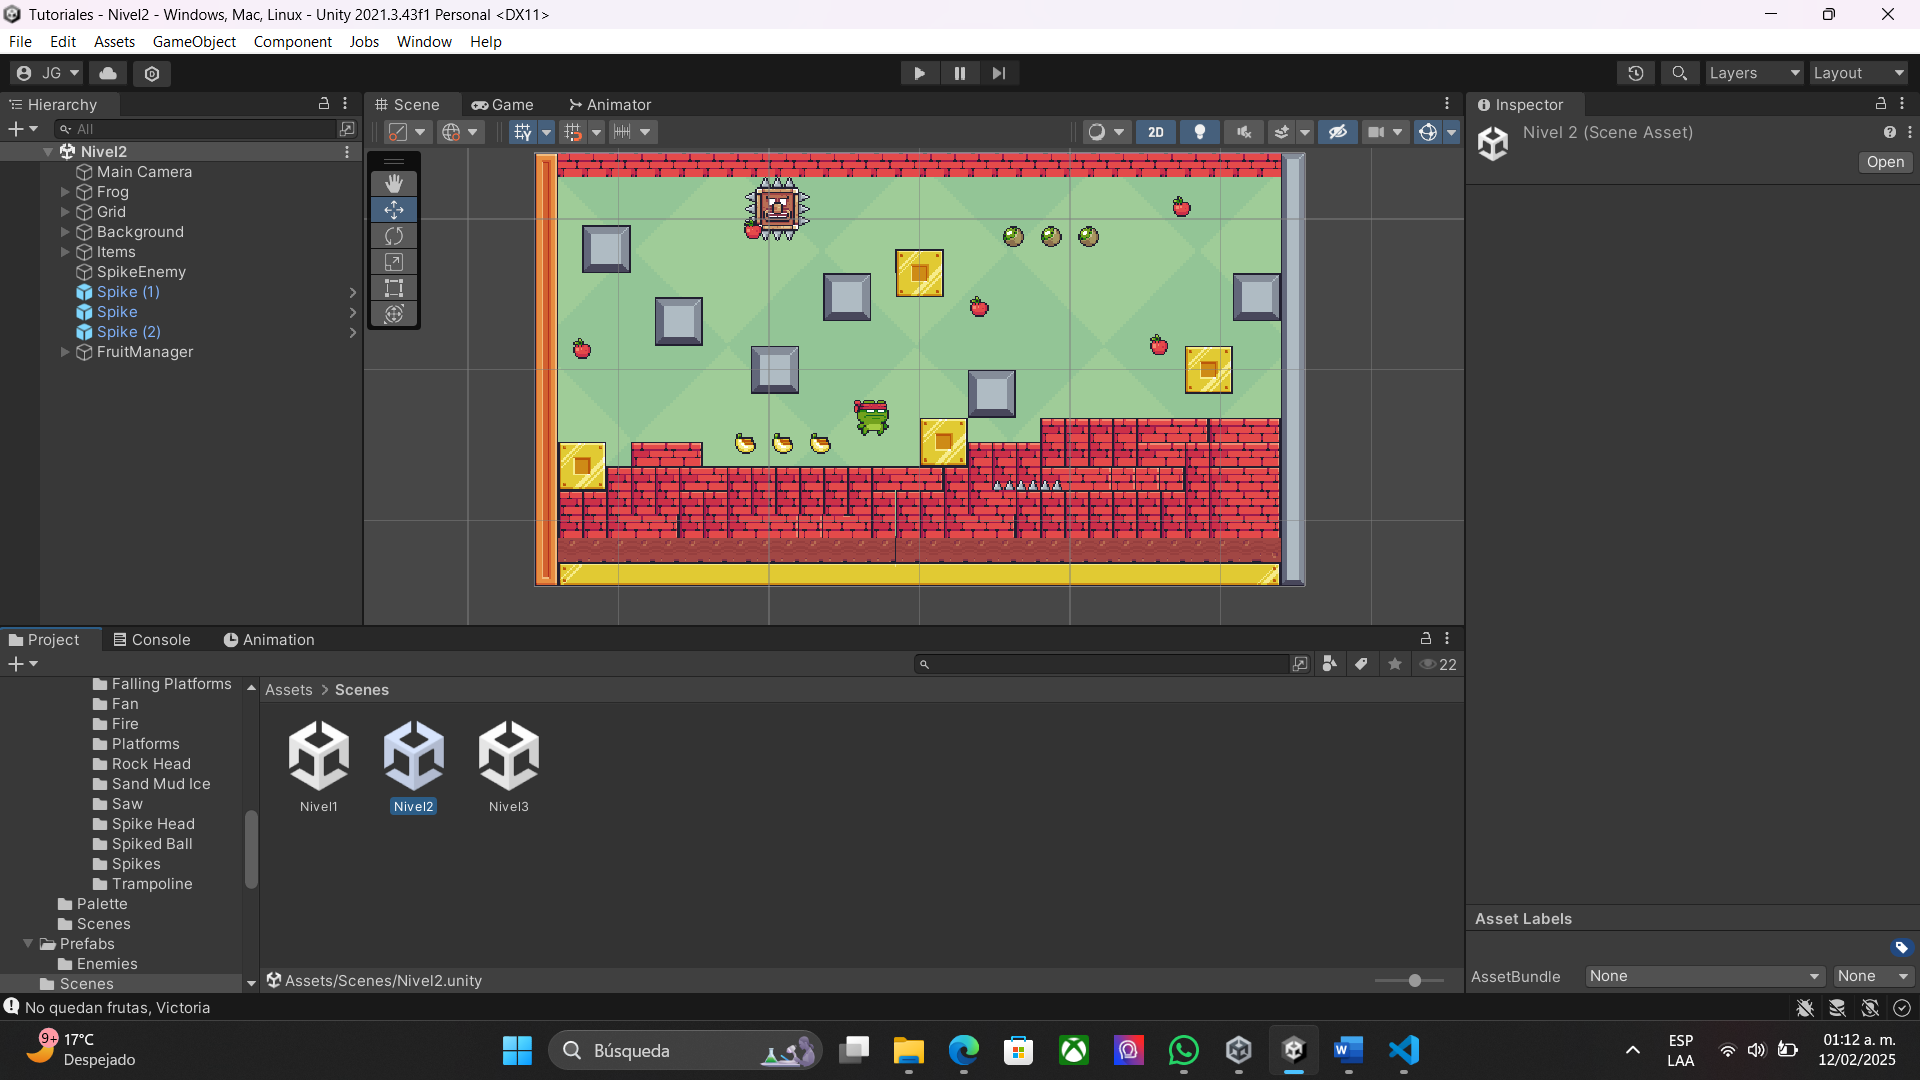 Tutoriales - Nivel2 - Windows, Mac, Linux - Unity 2021.3.43f1 Personal <DX11>
File Edit Assets GameObject Component Jobs Window Help
JG
Layers
Layout
Hierarchy
All
Nivel2
Main Camera
Frog
Grid
Background
Items
SpikeEnemy
Spike (1)
Spike
Spike (2)
FruitManager
Scene
Game
Animator
2D
Inspector
Nivel 2 (Scene Asset)
Open
Project
Console
Animation
22
Falling Platforms
Fan
Fire
Platforms
Rock Head
Sand Mud Ice
Saw
Spike Head
Spiked Ball
Spikes
Trampoline
Palette
Scenes
Prefabs
Enemies
Scenes
Assets > Scenes
Nivel1
Nivel2
Nivel3
Assets/Scenes/Nivel2.unity
Asset Labels
AssetBundle
None
None
No quedan frutas, Victoria
9+
17°C
Despejado
Búsqueda
ESP
LAA
01:12 a. m.
12/02/2025